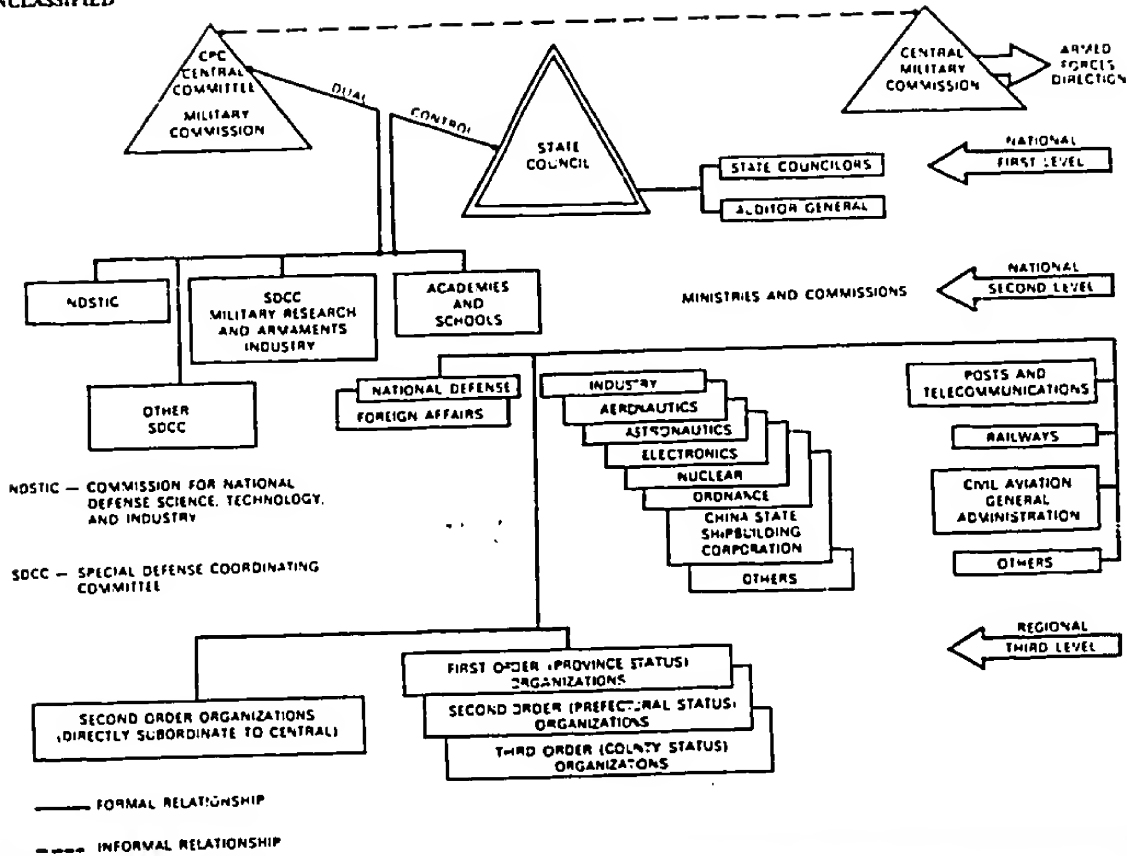 NCLASSIFIED
CPC
CENTRAL
COMMITTEE
MILITARY
COMMISSION
DUAL
CONTROL
STATE
COUNCIL
CENTRAL
MILITARY
COMMISSION
ARMED
FORCES
DIRECTION
STATE COUNCILORS
AUDITOR GENERAL
NATIONAL
FIRST LEVEL
NDSTIC
SDCC
MILITARY RESEARCH
AND ARMAMENTS
INDUSTRY
ACADEMIES
AND
SCHOOLS
MINISTRIES AND COMMISSIONS
NATIONAL
SECOND LEVEL
OTHER
SDCC
NATIONAL DEFENSE
FOREIGN AFFAIRS
INDUSTRY
AERONAUTICS
ASTRONAUTICS
ELECTRONICS
NUCLEAR
ORDNANCE
CHINA STATE
SHIPBUILDING
CORPORATION
OTHERS
POSTS AND
TELECOMMUNICATIONS
RAILWAYS
CIVIL AVIATION
GENERAL
ADMINISTRATION
OTHERS
NDSTIC — COMMISSION FOR NATIONAL
DEFENSE SCIENCE, TECHNOLOGY,
AND INDUSTRY
SDCC — SPECIAL DEFENSE COORDINATING
COMMITTEE
REGIONAL
THIRD LEVEL
SECOND ORDER ORGANIZATIONS
(DIRECTLY SUBORDINATE TO CENTRAL)
FIRST ORDER (PROVINCE STATUS)
ORGANIZATIONS
SECOND ORDER (PREFECTURAL STATUS)
ORGANIZATIONS
THIRD ORDER (COUNTY STATUS)
ORGANIZATONS
FORMAL RELATIONSHIP
INFORMAL RELATIONSHIP